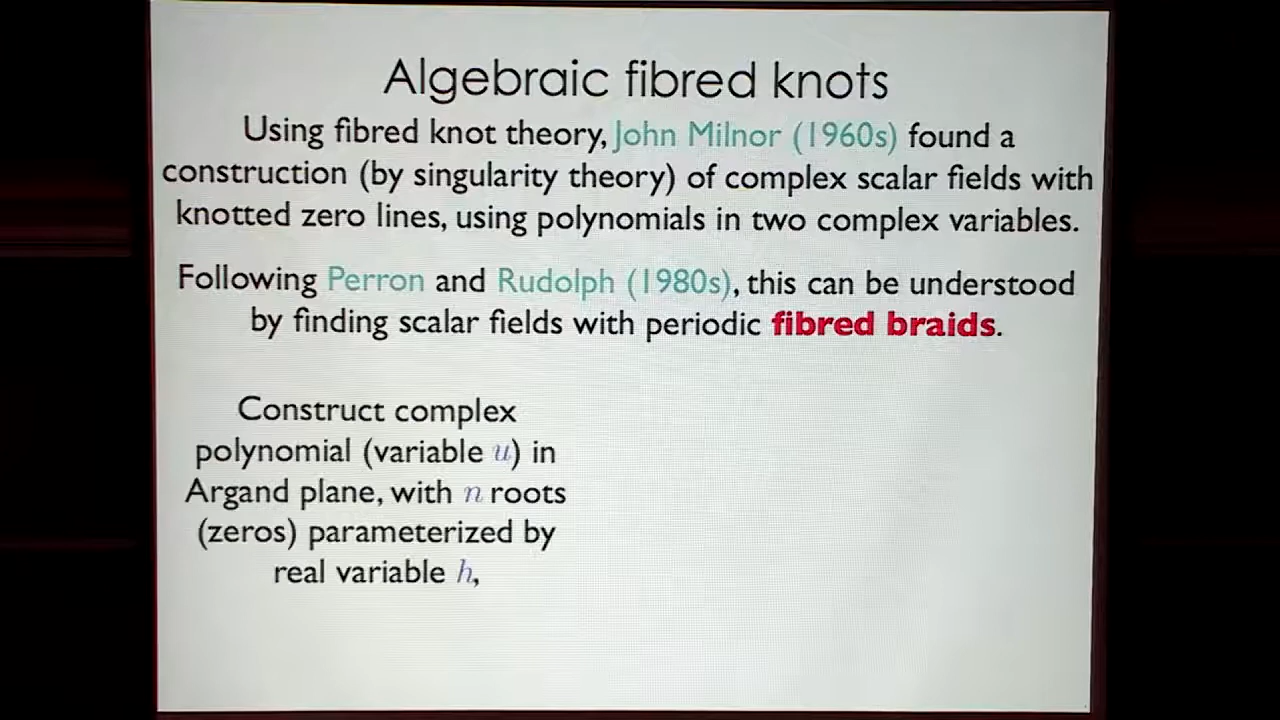 Algebraic fibred knots
Using fibred knot theory, John Milnor (1960s) found a
construction (by singularity theory) of complex scalar fields with
knotted zero lines, using polynomials in two complex variables.
Following Perron and Rudolph (1980s), this can be understood
by finding scalar fields with periodic fibred braids.
Construct complex
polynomial (variable u) in
Argand plane, with n roots
(zeros) parameterized by
real variable h,